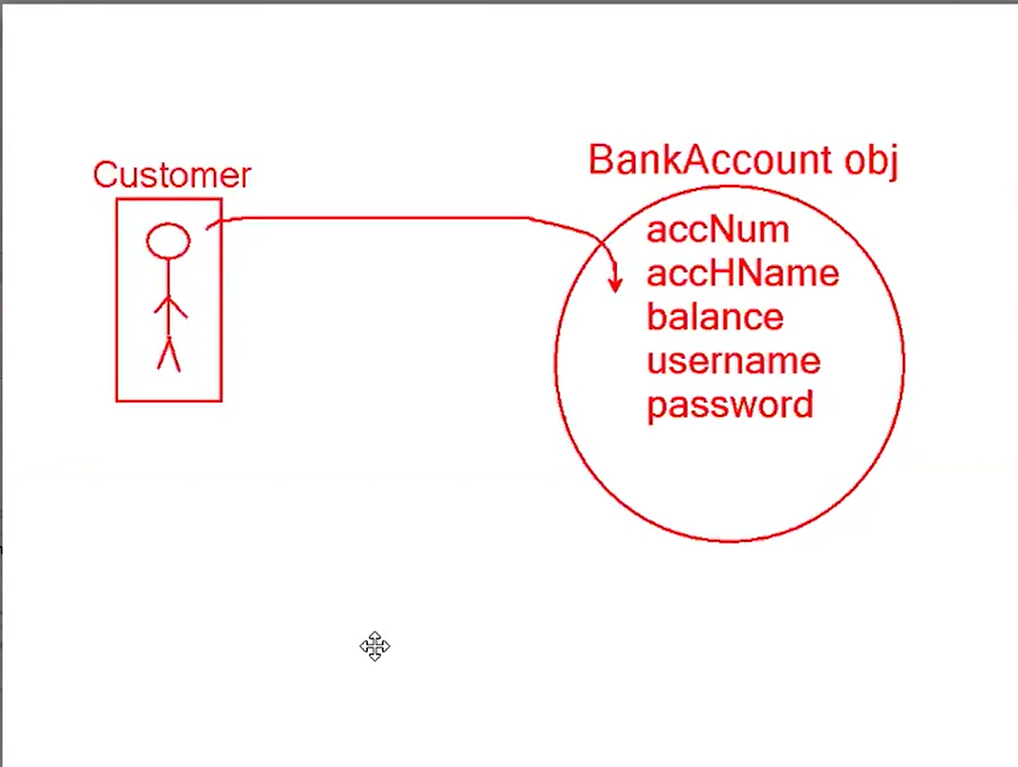 Customer
BankAccount obj
accNum
accHName
balance
username
password